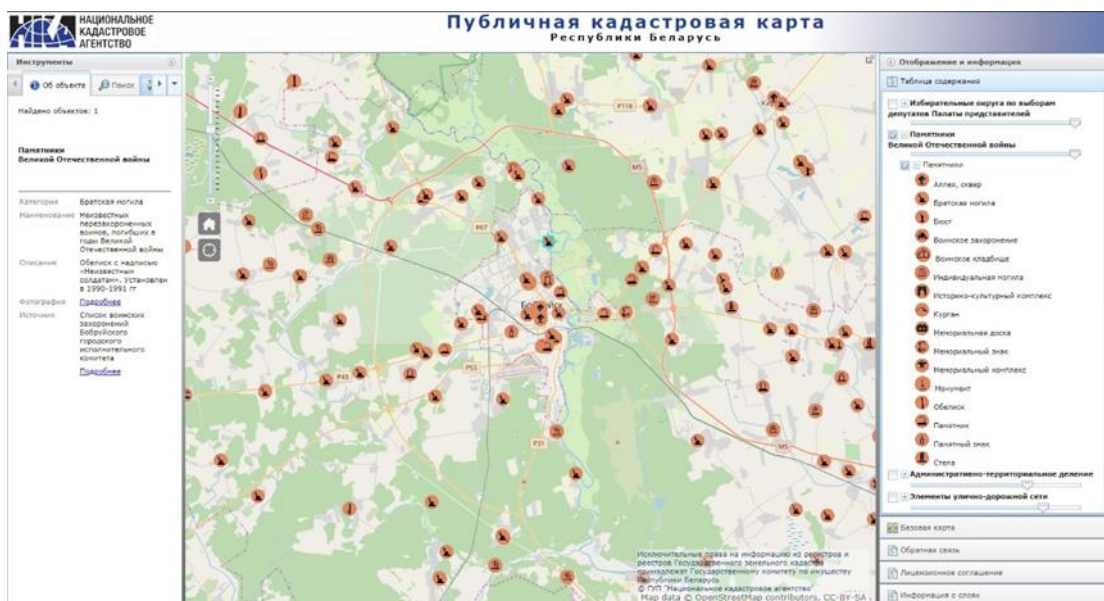 НАЦИОНАЛЬНОЕ
КАДАСТРОВОЕ
АГЕНТСТВО
Публичная кадастровая карта
Республики Беларусь
Инструменты
Об объекте
Поиск
Найдено объектов: 1
Памятники
Великой Отечественной войны
Категория Братская могила
Наименование Неизвестных
перезахороненных
воинов, погибших в
годы Великой
Отечественной войны
Описание Обелиск с надписью
«Неизвестным
солдатам». Установлен
в 1990-1991 гг
Фотография Подробнее
Источник Список воинских
захоронений
Бобруйского
городского
исполнительного
комитета
Подробнее
P118
M5
P67
P43
P55
P31
M5
Исключительные права на информацию из регистров и
реестров Государственного земельного кадастра
принадлежат Государственному комитету по имуществу
Республики Беларусь
© ГУП "Национальное кадастровое агентство"
Map data © OpenStreetMap contributors, CC-BY-SA
Отображение и информация
Таблица содержания
Избирательные округа по выборам
депутатов Палаты представителей
Памятники
Великой Отечественной войны
Памятники
Аллея, сквер
Братская могила
Бюст
Воинское захоронение
Воинское кладбище
Индивидуальная могила
Историко-культурный комплекс
Курган
Мемориальная доска
Мемориальный знак
Мемориальный комплекс
Монумент
Обелиск
Памятник
Памятный знак
Стела
Административно-территориальное деление
Элементы улично-дорожной сети
Базовая карта
Обратная связь
Лицензионное соглашение
Информация о слоях